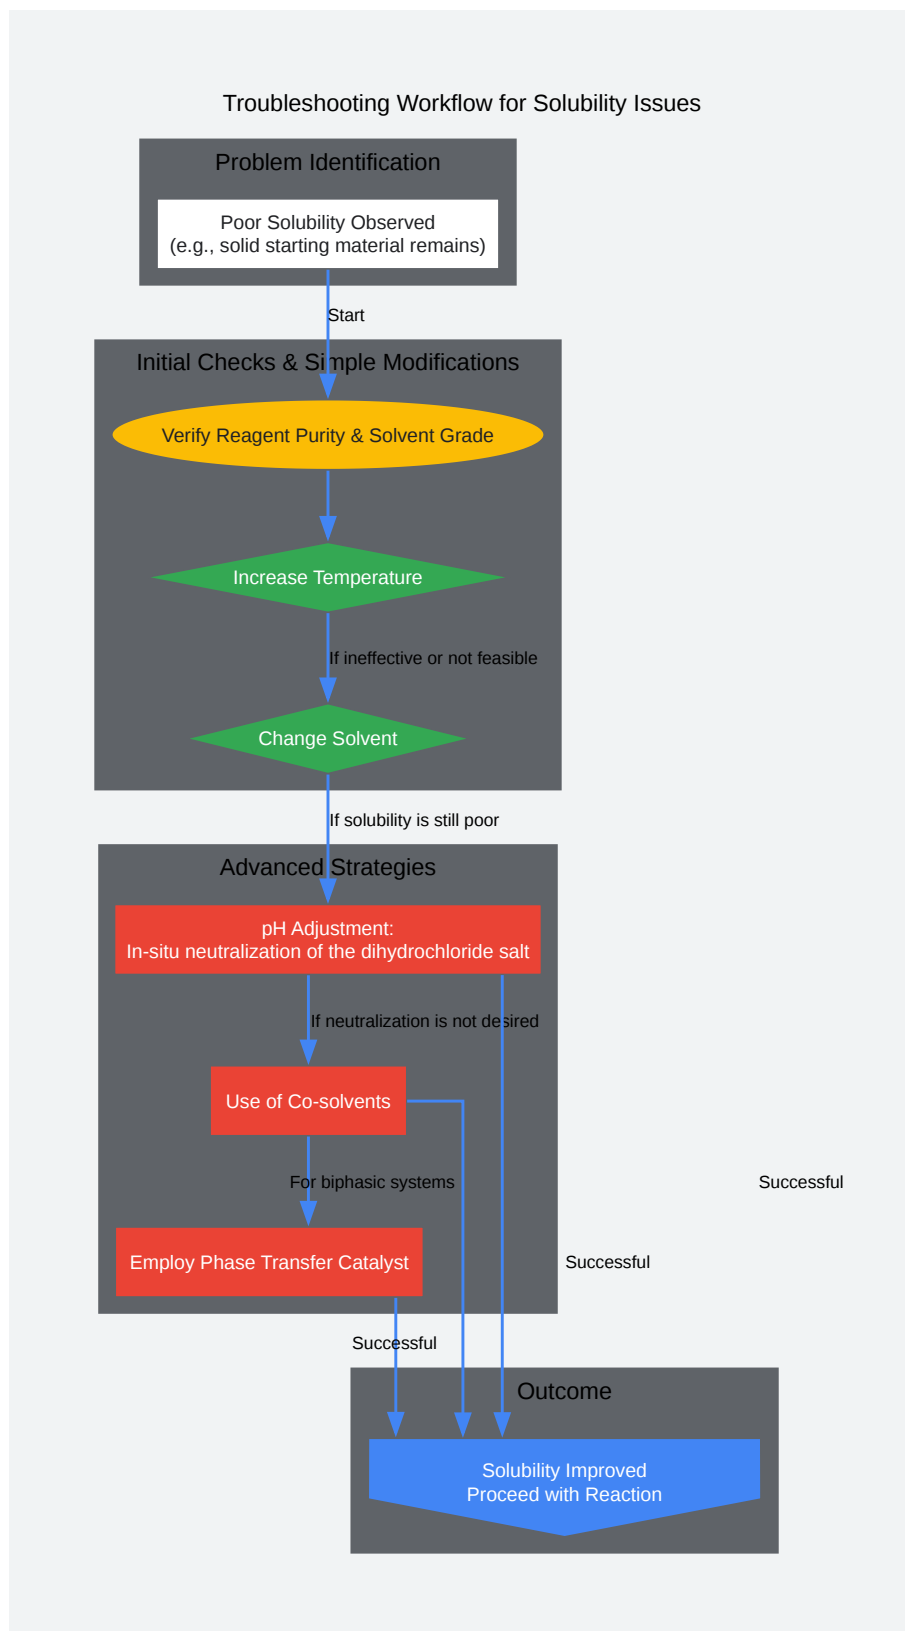 Troubleshooting Workflow for Solubility Issues
Problem Identification
Poor Solubility Observed
(e.g., solid starting material remains)
Start
Initial Checks & Simple Modifications
Verify Reagent Purity & Solvent Grade
Increase Temperature
If ineffective or not feasible
Change Solvent
If solubility is still poor
Advanced Strategies
pH Adjustment:
In-situ neutralization of the dihydrochloride salt
If neutralization is not desired
Use of Co-solvents
For biphasic systems
Successful
Employ Phase Transfer Catalyst
Successful
Successful
Outcome
Solubility Improved
Proceed with Reaction